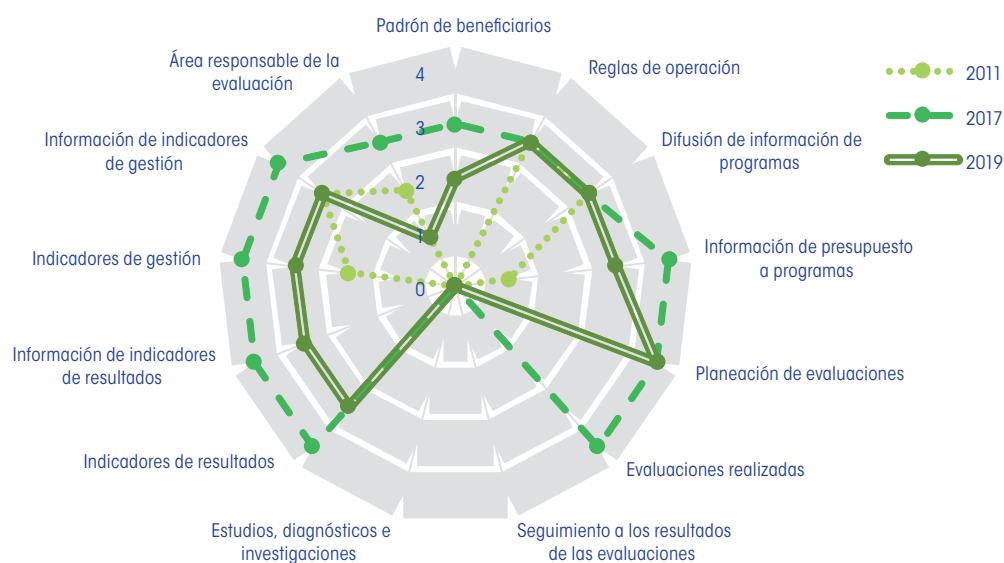 Padrón de beneficiarios
Reglas de operación
Difusión de información de
programas
Información de presupuesto
a programas
Planeación de evaluaciones
Evaluaciones realizadas
Seguimiento a los resultados
de las evaluaciones
Estudios, diagnósticos e
investigaciones
Indicadores de resultados
Información de indicadores
de resultados
Indicadores de gestión
Información de indicadores
de gestión
Área responsable de la
evaluación
4
3
2
1
0
2011
2017
2019